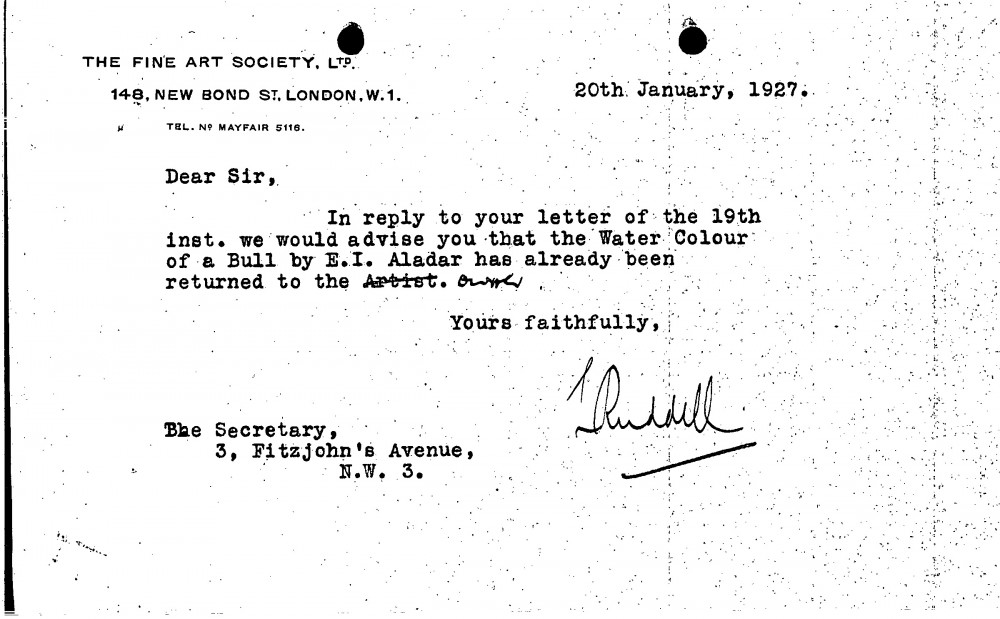 THE FINE ART SOCIETY, LTD.
148, NEW BOND ST, LONDON, W.1.
TEL. Nº MAYFAIR 5116.
20th January, 1927.
Dear Sir,
In reply to your letter of the 19th
inst. we would advise you that the Water Colour
of a Bull by E.I. Aladar has already been
returned to the Artist. owner
Yours faithfully,
Ruddell
Bhe Secretary,
3, Fitzjohn's Avenue,
N.W. 3.